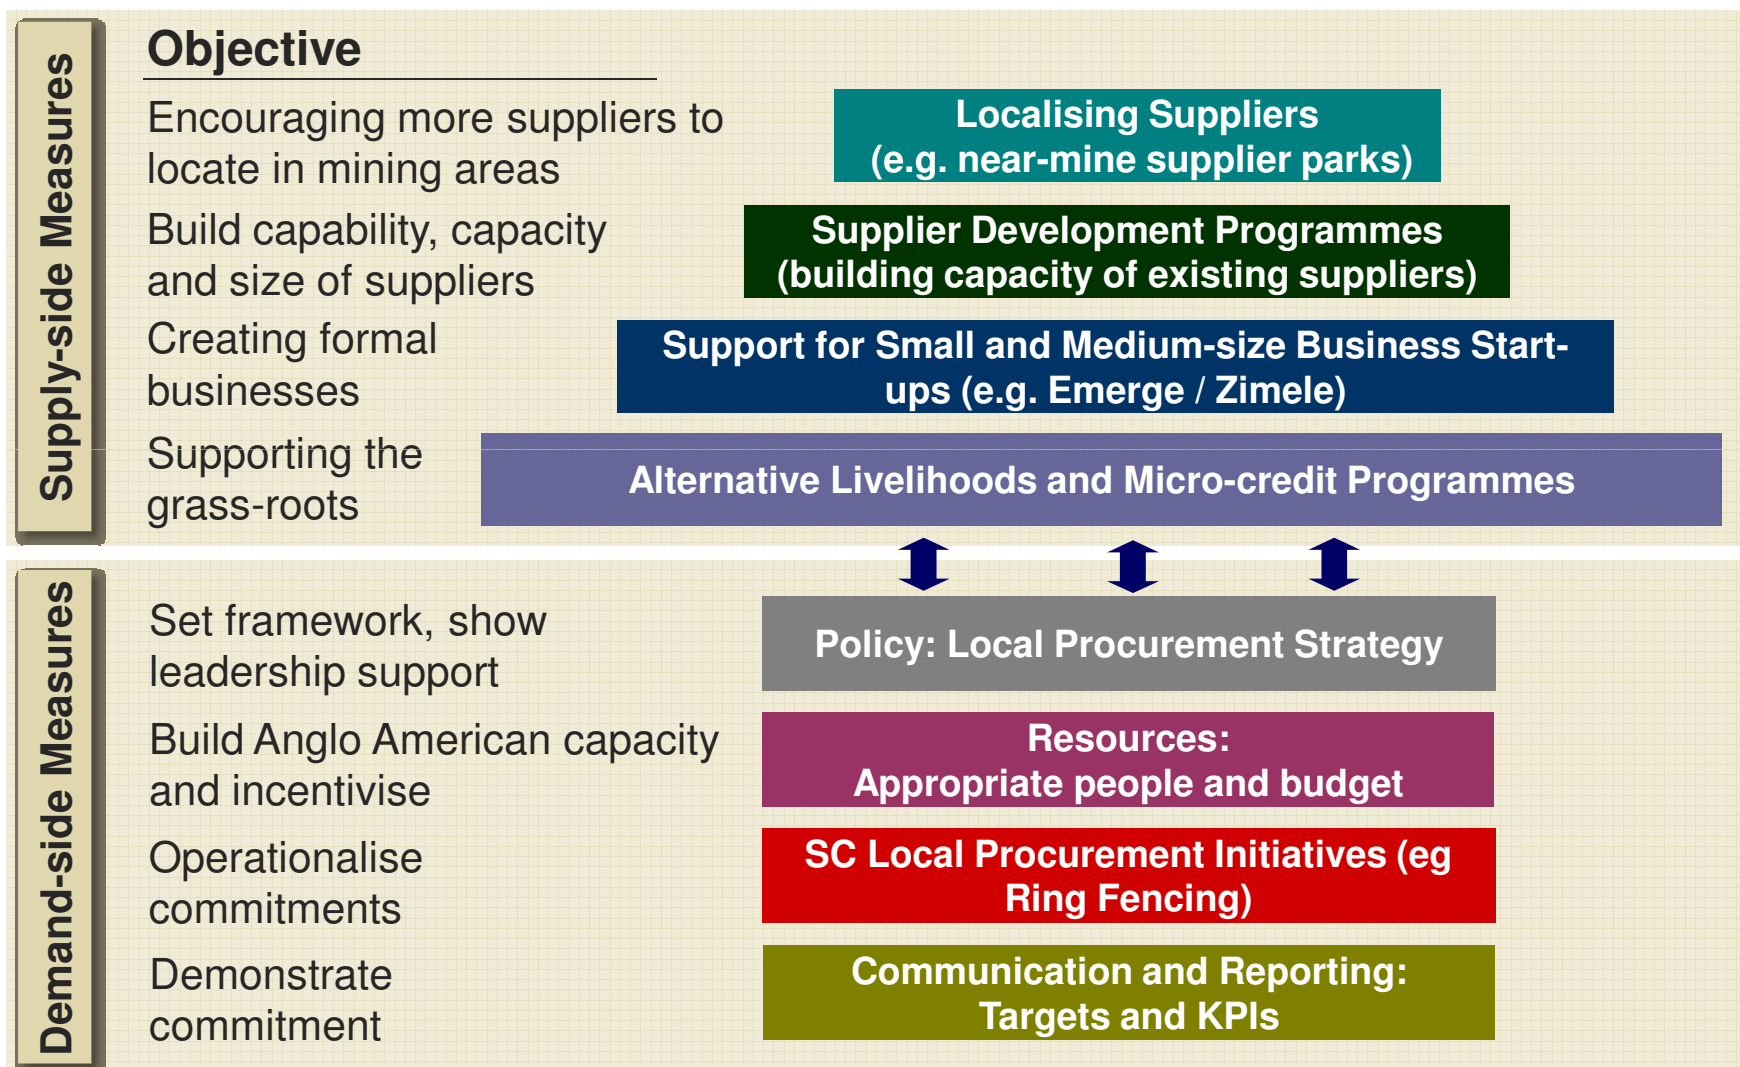 Supply-side Measures
Objective
Encouraging more suppliers to
locate in mining areas
Localising Suppliers
(e.g. near-mine supplier parks)
Build capability, capacity
and size of suppliers
Supplier Development Programmes
(building capacity of existing suppliers)
Creating formal
businesses
Support for Small and Medium-size Business Start-
ups (e.g. Emerge / Zimele)
Supporting the
grass-roots
Alternative Livelihoods and Micro-credit Programmes
Demand-side Measures
Set framework, show
leadership support
Policy: Local Procurement Strategy
Build Anglo American capacity
and incentivise
Resources:
Appropriate people and budget
Operationalise
commitments
SC Local Procurement Initiatives (eg
Ring Fencing)
Demonstrate
commitment
Communication and Reporting:
Targets and KPIs